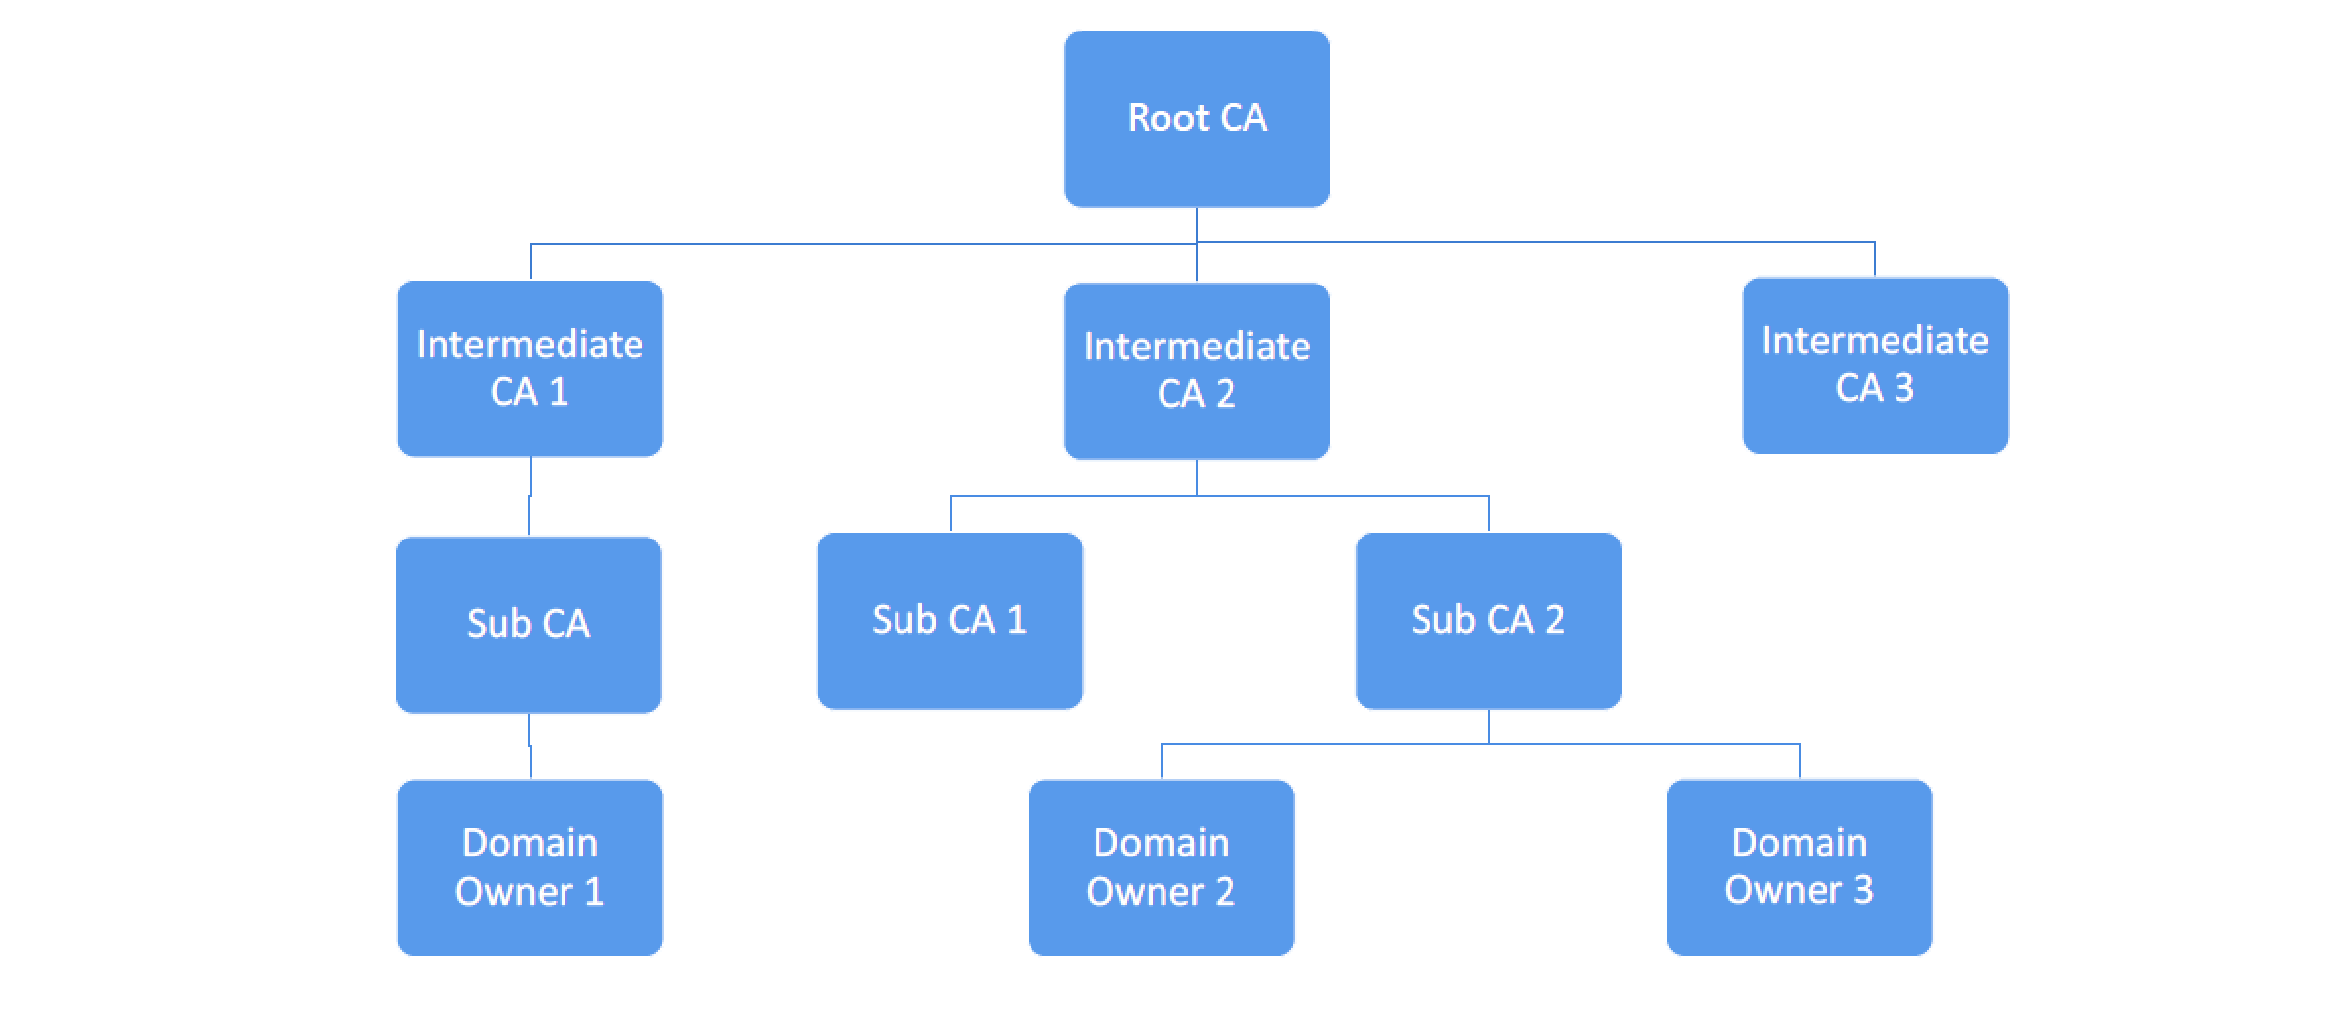 Root CA
Intermediate
CA 1
Intermediate
CA 2
Intermediate
CA 3
Sub CA
Sub CA 1
Sub CA 2
Domain
Owner 1
Domain
Owner 2
Domain
Owner 3